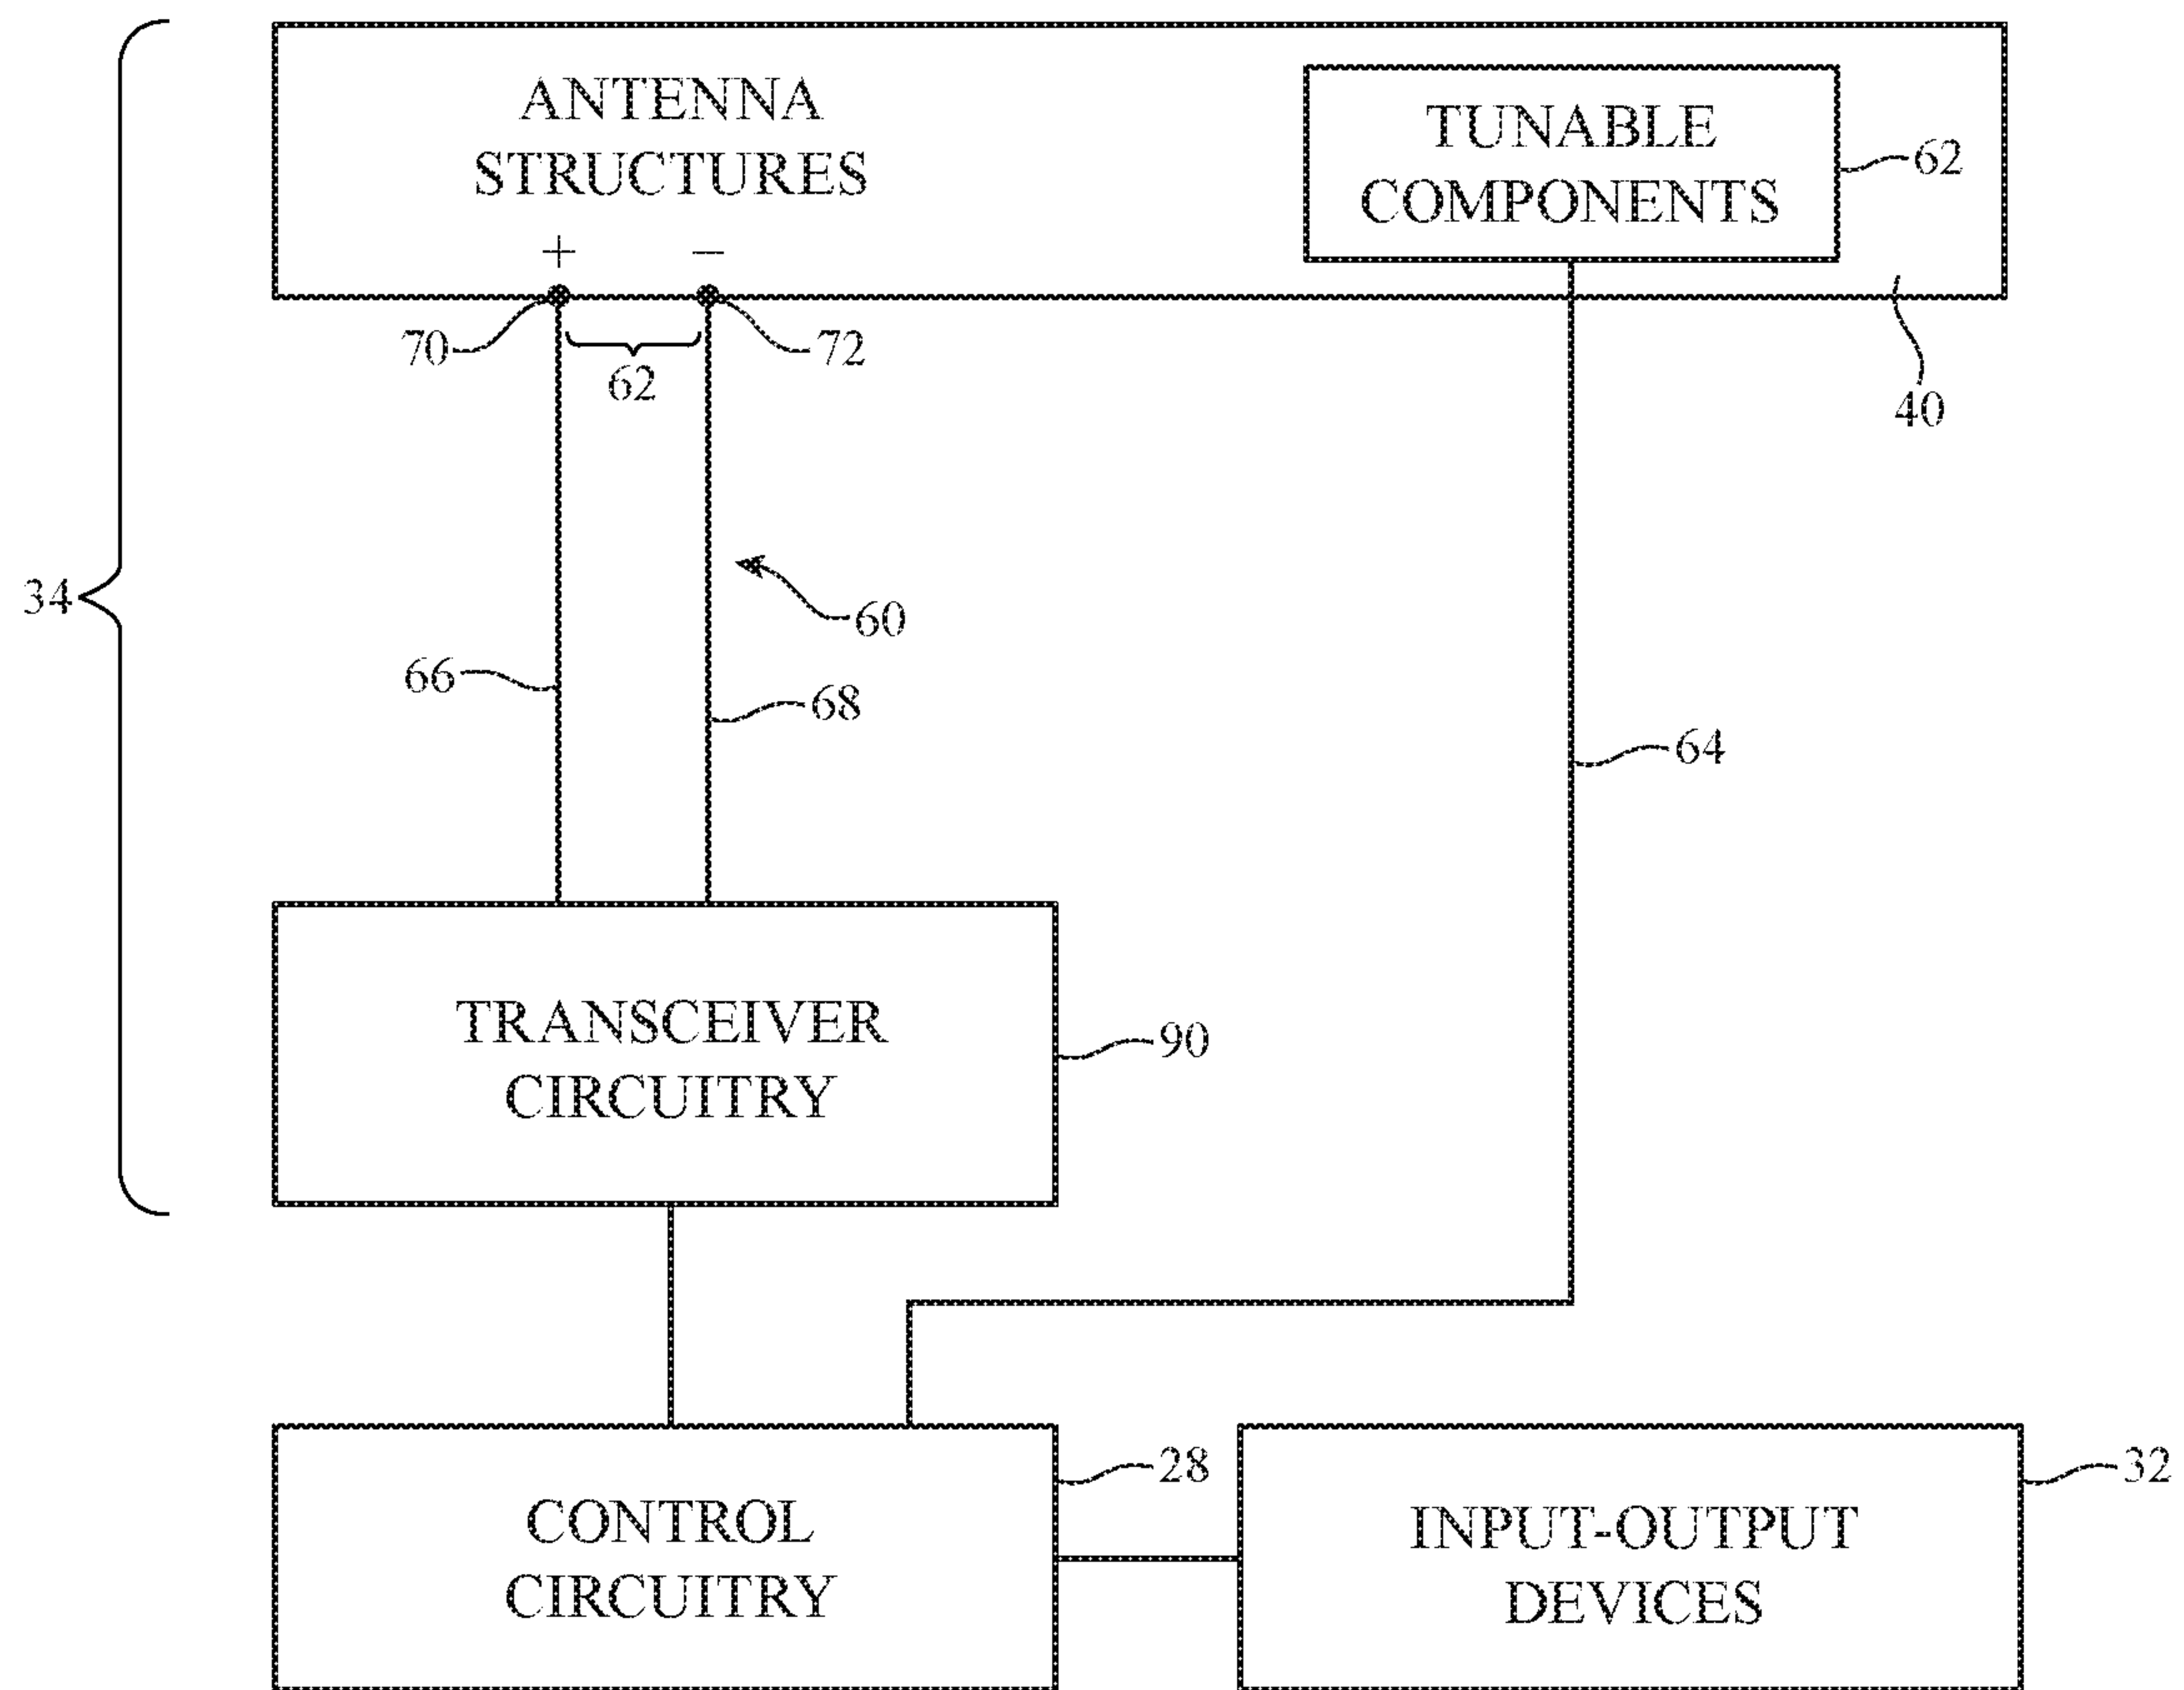 ANTENNA
STRUCTURES
TUNABLE
COMPONENTS
62
+
−
70
62
72
40
34
60
66
68
64
TRANSCEIVER
CIRCUITRY
90
CONTROL
CIRCUITRY
28
INPUT-OUTPUT
DEVICES
32